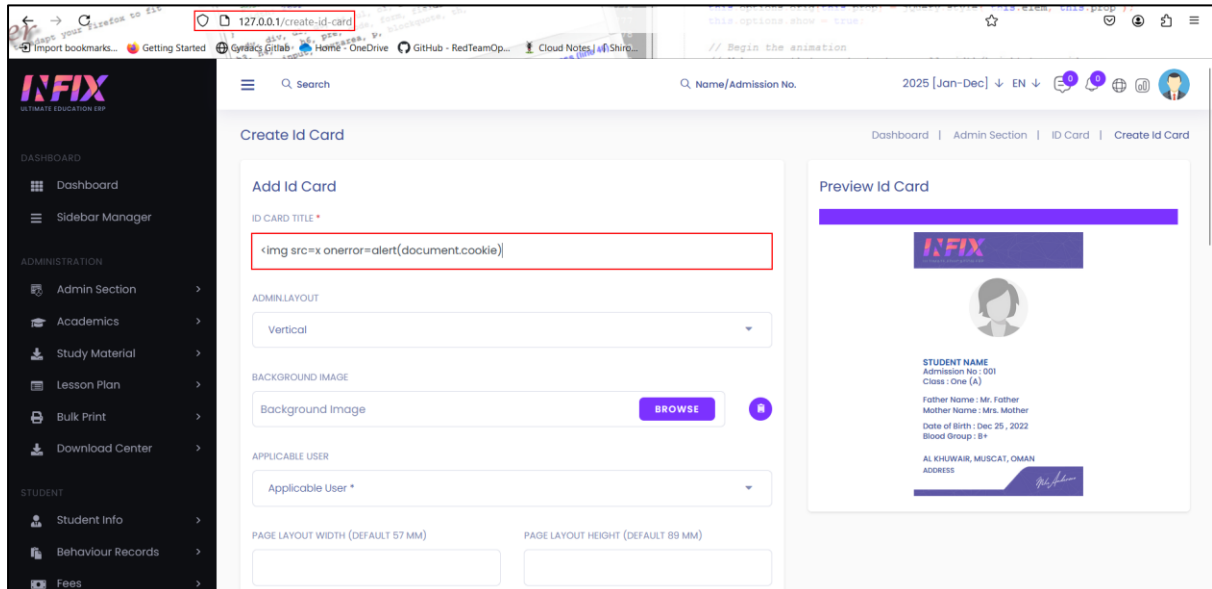 127.0.0.1/create-id-card
Import bookmarks... Getting Started Gyrdács Gitlab Home - OneDrive GitHub - RedTeamOp... Cloud Notes Shiro...
// Begin the animation
INFIX
ULTIMATE EDUCATION ERP
Search
Name/Admission No.
2025 [Jan-Dec] EN 0 0
Create Id Card
Dashboard | Admin Section | ID Card | Create Id Card
DASHBOARD
Dashboard
Sidebar Manager
ADMINISTRATION
Admin Section
Academics
Study Material
Lesson Plan
Bulk Print
Download Center
STUDENT
Student Info
Behaviour Records
Fees
Add Id Card
ID CARD TITLE *
<img src=x onerror=alert(document.cookie)
ADMIN.LAYOUT
Vertical
BACKGROUND IMAGE
Background Image BROWSE
APPLICABLE USER
Applicable User *
PAGE LAYOUT WIDTH (DEFAULT 57 MM) PAGE LAYOUT HEIGHT (DEFAULT 89 MM)
Preview Id Card
INFIX
STUDENT NAME
Admission No : 001
Class : One (A)
Father Name : Mr. Father
Mother Name : Mrs. Mother
Date of Birth : Dec 25 , 2022
Blood Group : B+
AL KHUWAIR, MUSCAT, OMAN
ADDRESS